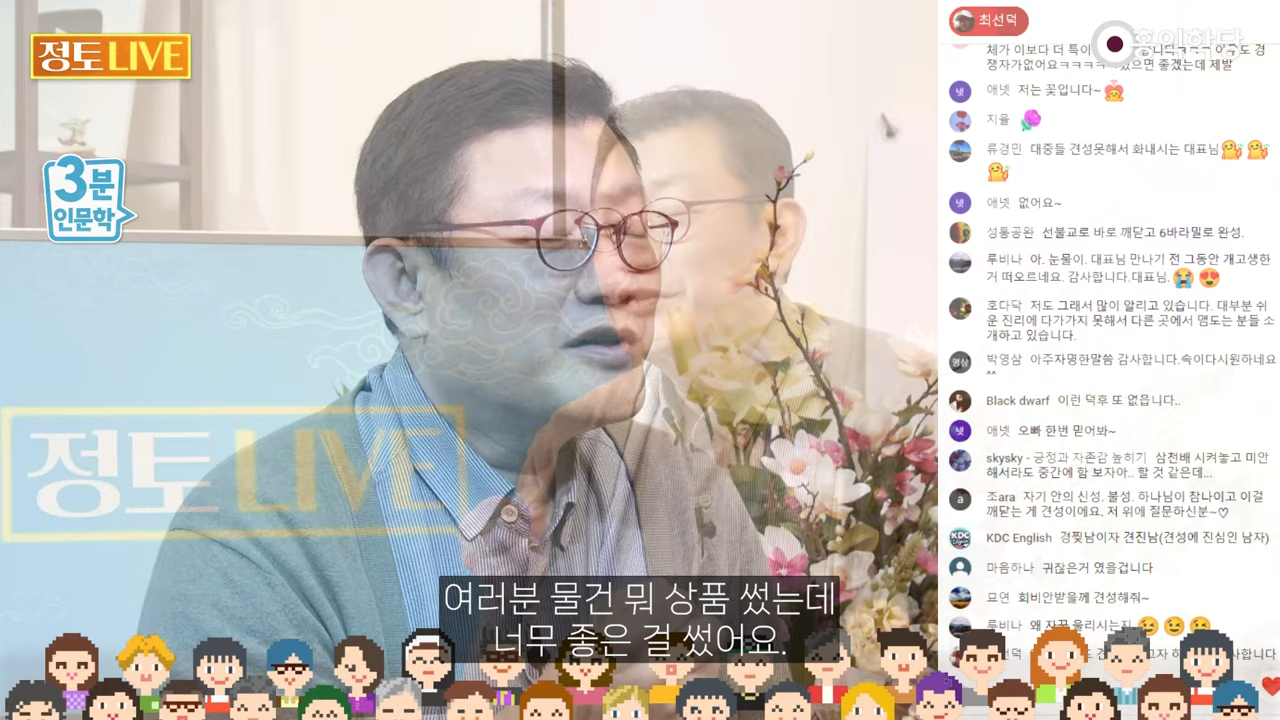 정토 LIVE
3분
인문학
정토 LIVE
여러분 물건 뭐 상품 썼는데
너무 좋은 걸 썼어요.
최선덕
홍익학당
체가 이보다 더 특이
쟁자가없어요ㅋㅋㅋㅋ 있으면 좋겠는데 제발
애넷 저는 꽃입니다~
지율
류경민 대중들 견성못해서 화내시는 대표님
애넷 없어요~
성통공완 선불교로 바로 깨닫고 6바라밀로 완성.
루비나 아. 눈물이. 대표님 만나기 전 그동안 개고생한
거 떠오르네요. 감사합니다.대표님.
호다닥 저도 그래서 많이 알리고 있습니다. 대부분 쉬
운 진리에 다가가지 못해서 다른 곳에서 맴도는 분들 소
개하고 있습니다.
박영삼 아주자명한말씀 감사합니다.속이다시원하네요
^^
Black dwarf 이런 덕후 또 없읍니다..
애넷 오빠 한번 믿어봐~
skysky - 긍정과 자존감 높히기 삼천배 시켜놓고 미안
해서라도 중간에 함 보자아.. 할 것 같은데...
조ara 자기 안의 신성. 불성. 하나님이 참나이고 이걸
깨닫는 게 견성이에요. 저 위에 질문하신분~♡
KDC English 경찢남이자 견진남(견성에 진심인 남자)
마음하나 귀찮은거 였을겁니다
묘연 회비안받을께 견성해줘~
루비나 왜 자꾸 울리시는지